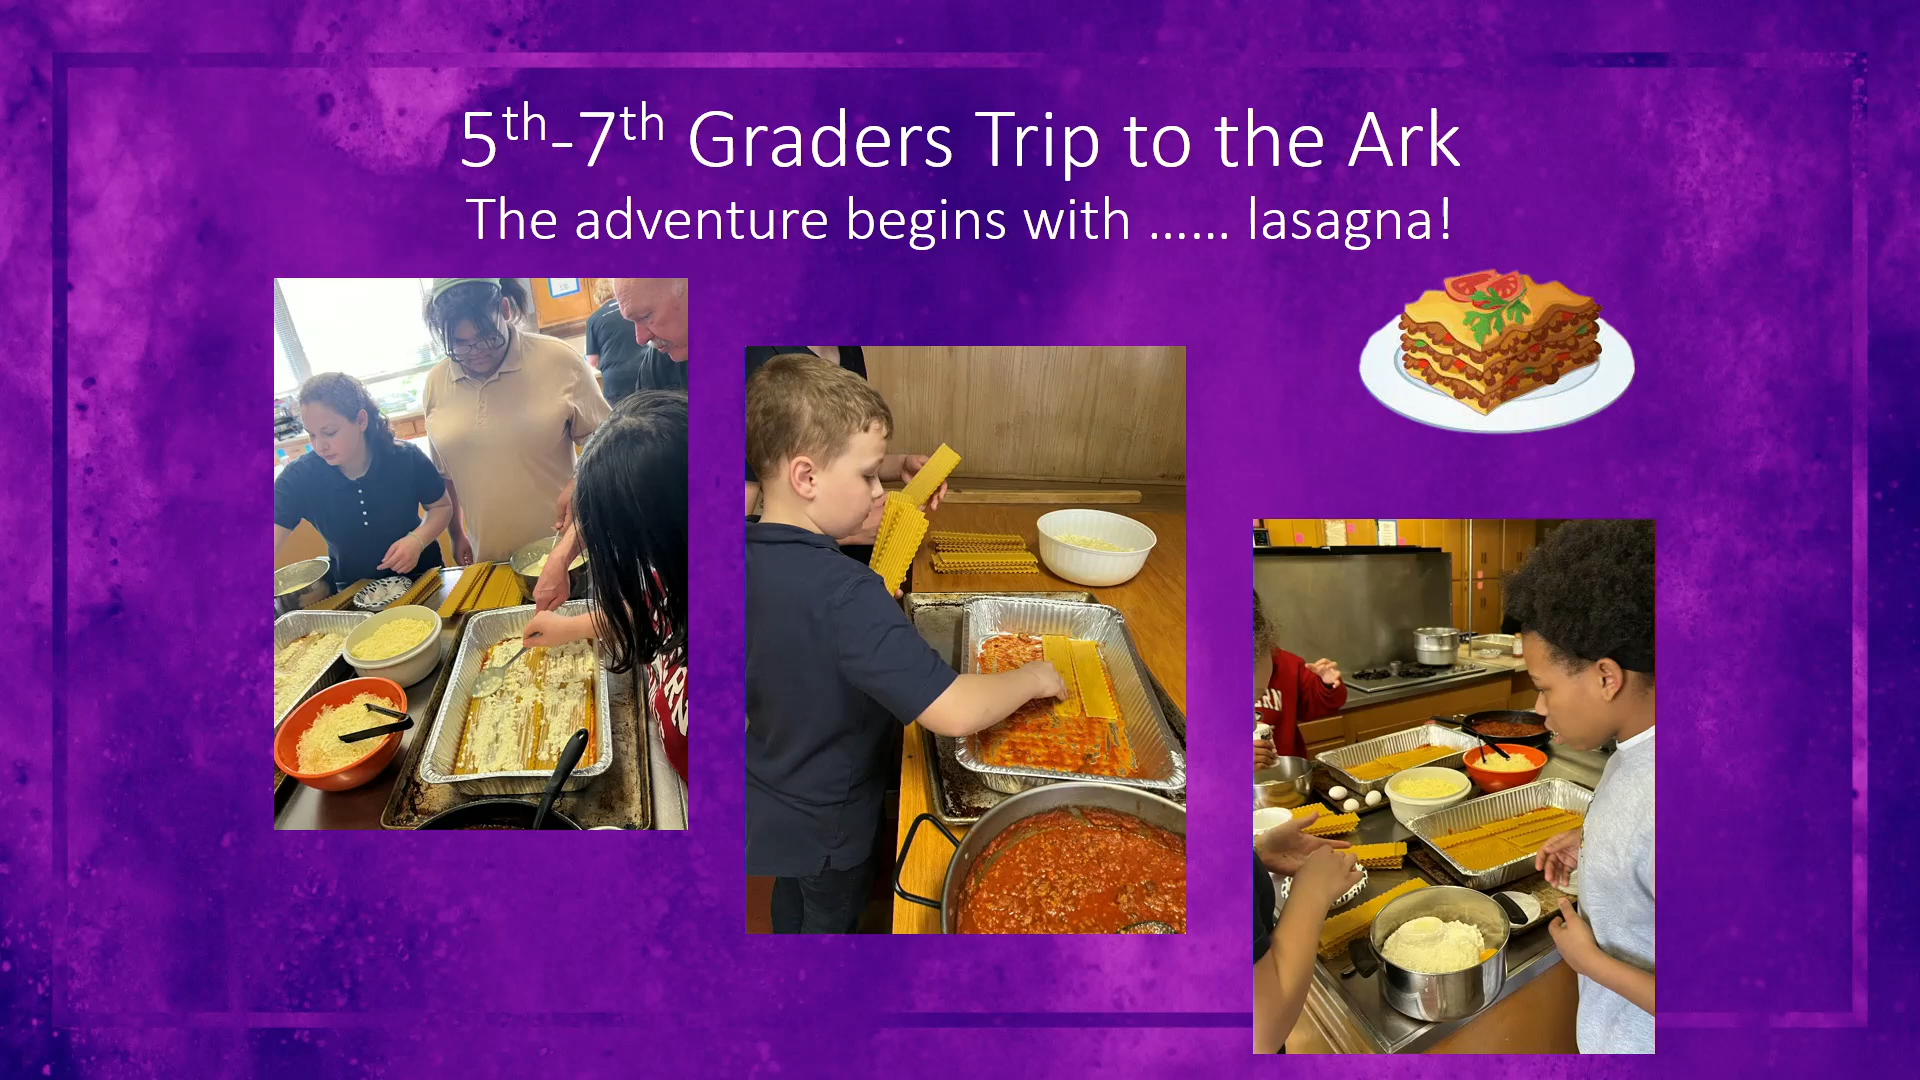 5th-7th Graders Trip to the Ark
The adventure begins with ...... lasagna!